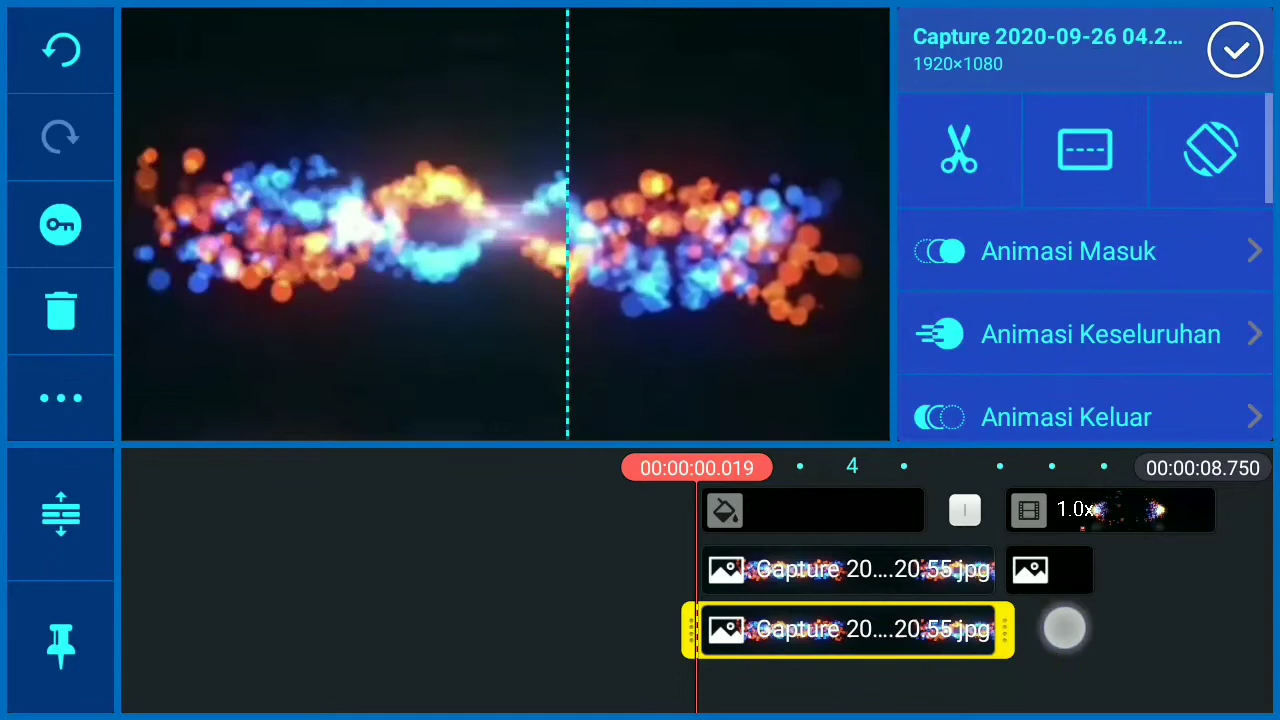 Capture 2020-09-26 04.2...
1920×1080
Animasi Masuk
Animasi Keseluruhan
Animasi Keluar
00:00:00.019
4
00:00:08.750
1.0x
Capture 20....20.55.jpg
Capture 20....20.55.jpg